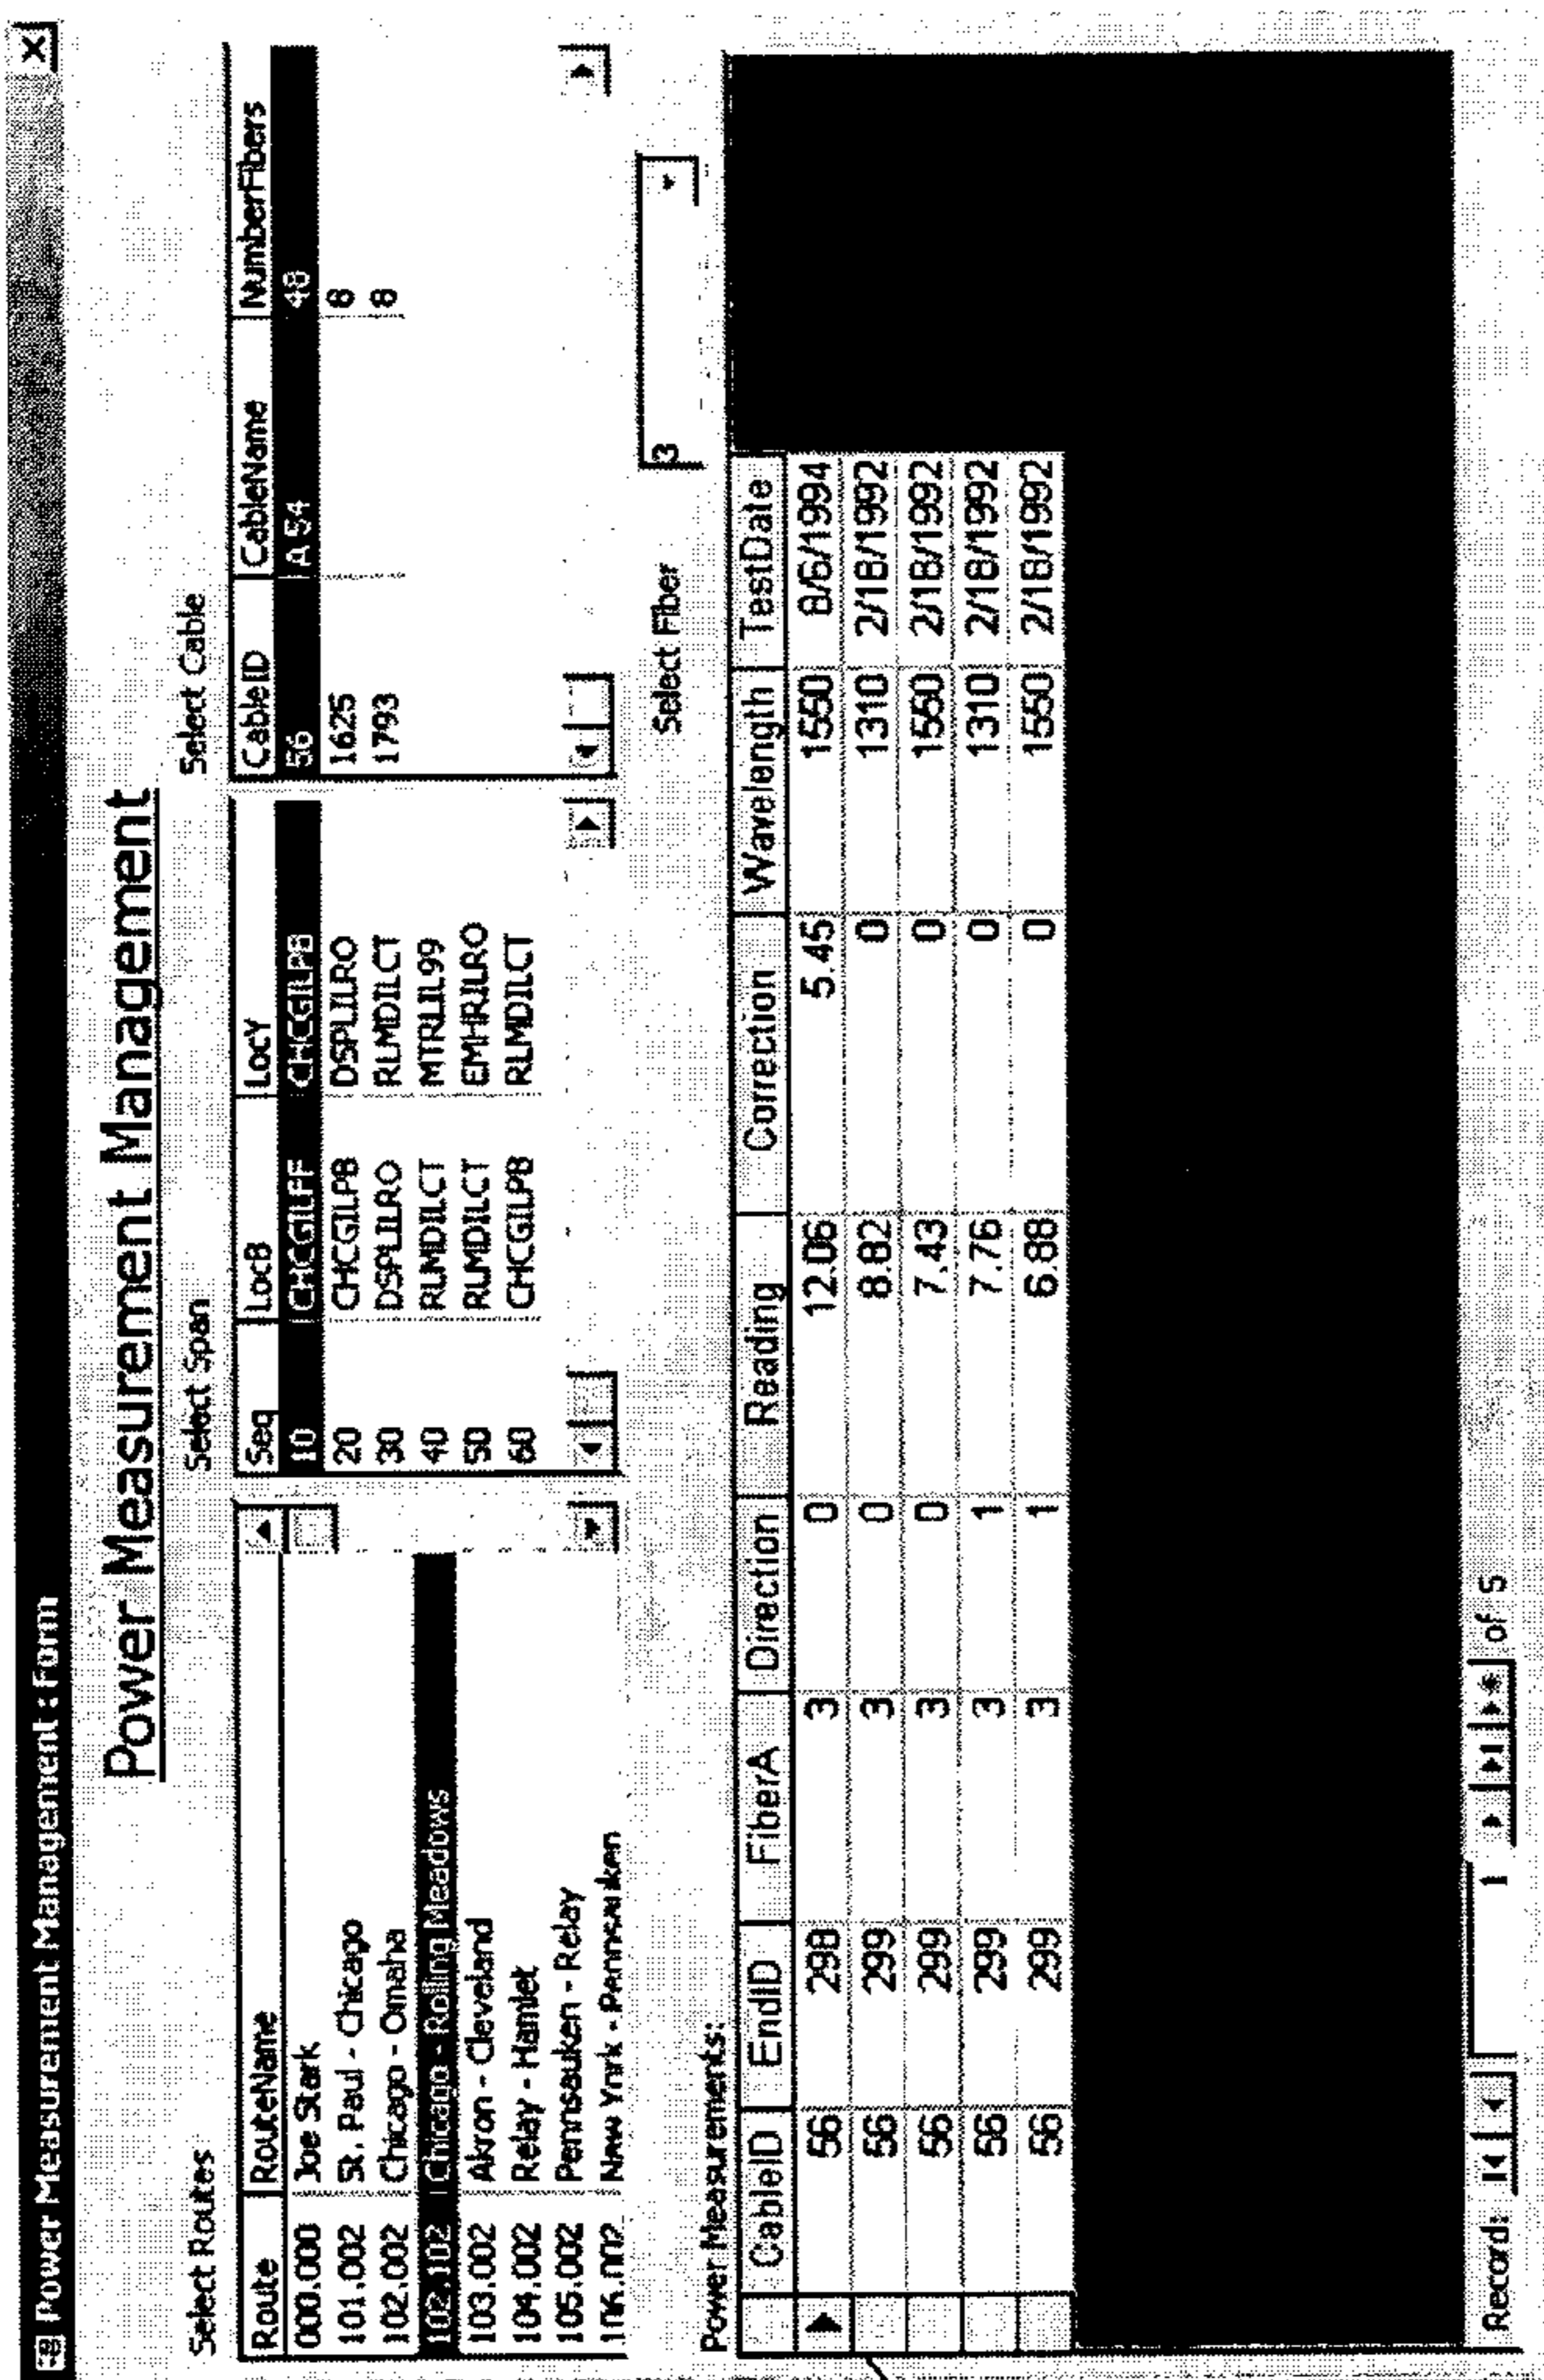 Power Measurement Management : Form
Power Measurement Management
Select Routes
Route RouteName
000.000 Joe Stark
101.002 St. Paul - Chicago
102.002 Chicago - Omaha
102.102 Chicago - Rolling Meadows
103.002 Akron - Cleveland
104.002 Relay - Hamlet
105.002 Pennsauken - Relay
106.002 New York - Pennsauken
Select Span
Seq LocB LocY
10 CHCGILFF CHCGILPB
20 CHCGILPB DSPLILRO
30 DSPLILRO RLMDILCT
40 RLMDILCT MTRLIL99
50 RLMDILCT EMHRILRO
60 CHCGILPB RLMDILCT
Select Cable
CableID CableName NumberFibers
56 A 54 48
1625 8
1793 8
Select Fiber 3
Power Measurements:
CableID EndID FiberA Direction Reading Correction Wavelength TestDate
56 298 3 0 12.06 5.45 1550 8/6/1994
56 299 3 0 8.82 0 1310 2/18/1992
56 299 3 0 7.43 0 1550 2/18/1992
56 299 3 1 7.76 0 1310 2/18/1992
56 299 3 1 6.88 0 1550 2/18/1992
Record: 1 of 5